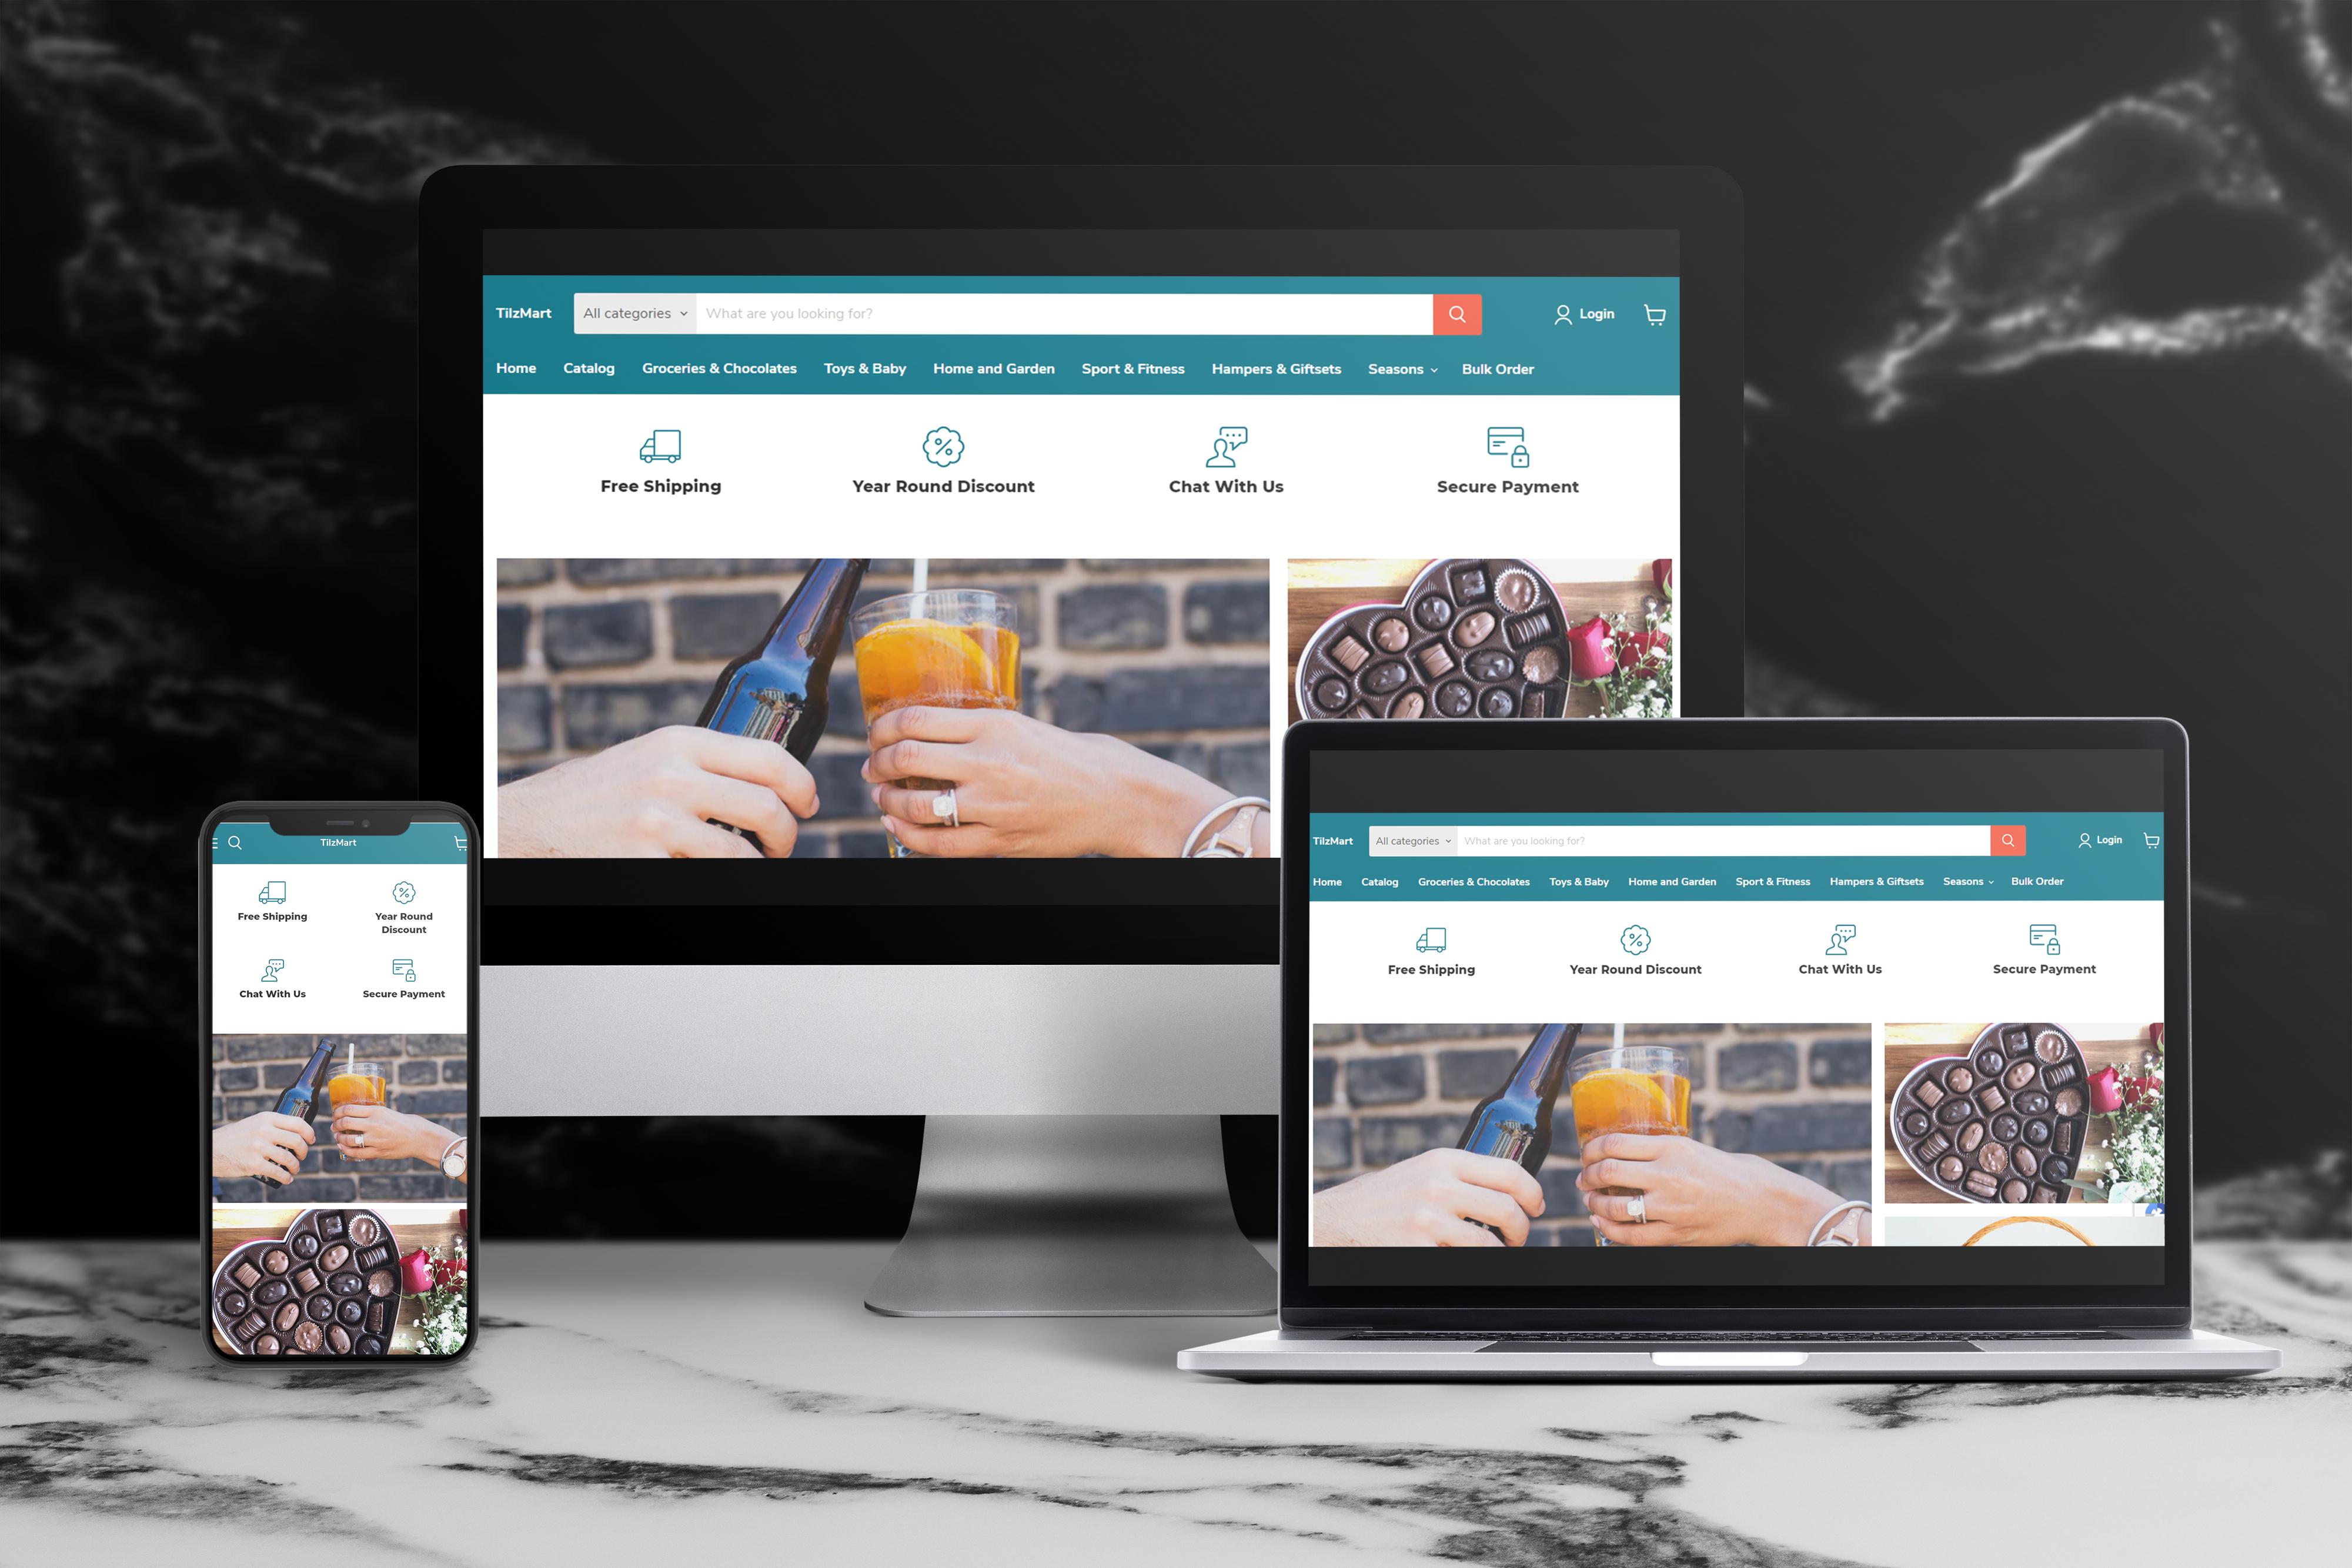 TilzMart
All categories
What are you looking for?
Login
Home Catalog Groceries & Chocolates Toys & Baby Home and Garden Sport & Fitness Hampers & Giftsets Seasons Bulk Order
Free Shipping Year Round Discount Chat With Us Secure Payment
TilzMart
Free Shipping
Year Round
Discount
Chat With Us
Secure Payment
TilzMart
All categories
What are you looking for?
Login
Home Catalog Groceries & Chocolates Toys & Baby Home and Garden Sport & Fitness Hampers & Giftsets Seasons Bulk Order
Free Shipping Year Round Discount Chat With Us Secure Payment